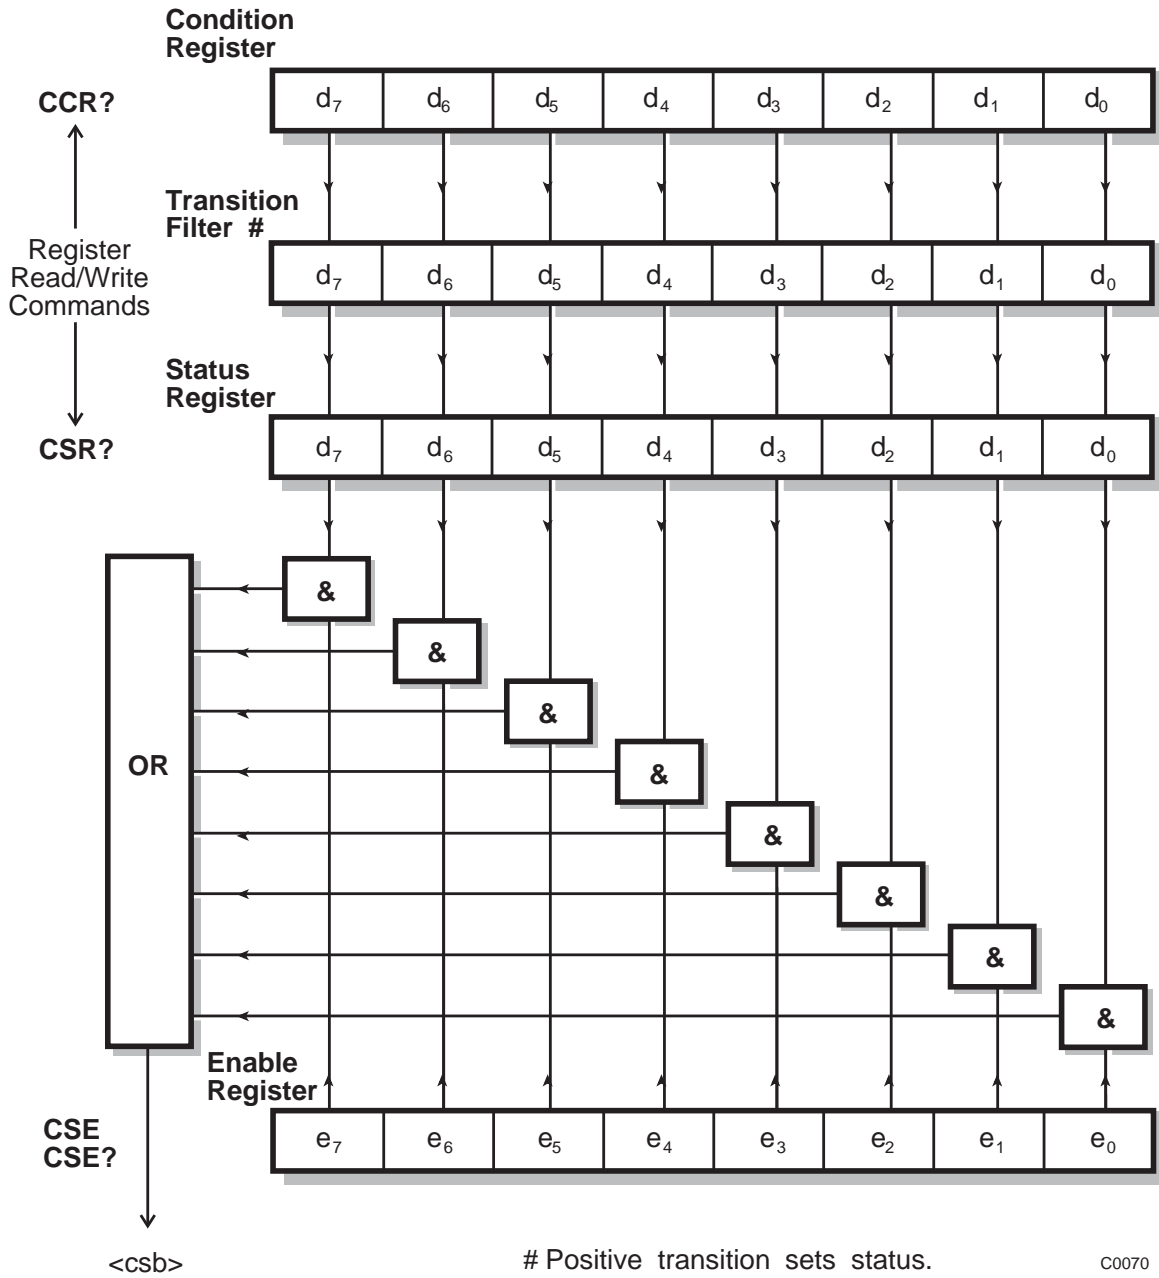 Condition
Register
CCR?
d7 d6 d5 d4 d3 d2 d1 d0
Transition
Filter #
Register
Read/Write
Commands
d7 d6 d5 d4 d3 d2 d1 d0
Status
Register
CSR?
d7 d6 d5 d4 d3 d2 d1 d0
&
&
&
OR
&
&
&
&
&
Enable
Register
CSE
CSE?
e7 e6 e5 e4 e3 e2 e1 e0
<csb>
# Positive transition sets status.
C0070